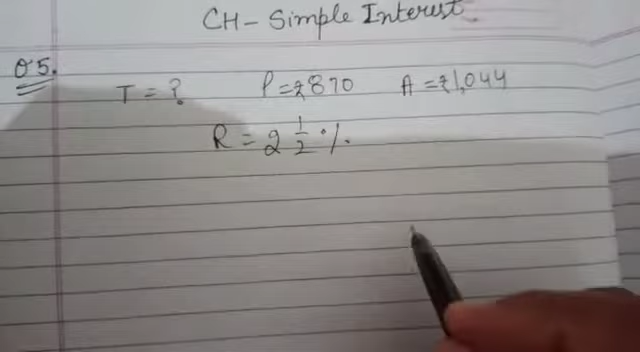 CH- Simple Interest.
Q5.
T = ? P = ₹870 A = ₹1,044
R = 2 1/2 %.